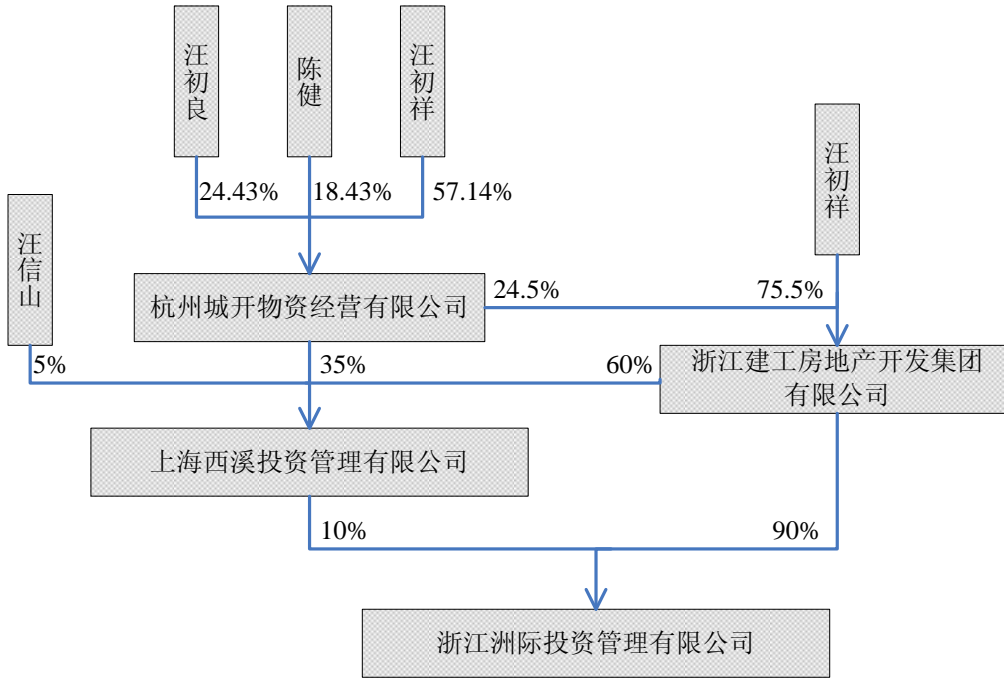 汪初良
陈健
汪初祥
汪初祥
24.43%
18.43%
57.14%
汪信山
杭州城开物资经营有限公司
24.5%
75.5%
5%
35%
60%
浙江建工房地产开发集团
有限公司
上海西溪投资管理有限公司
10%
90%
浙江洲际投资管理有限公司